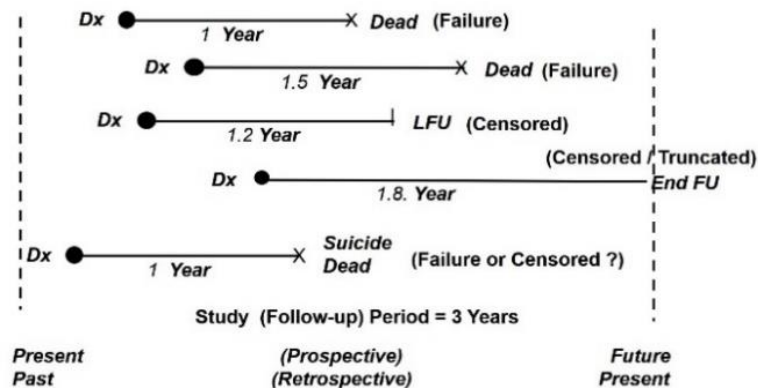 Dx 1 Year Dead (Failure)
Dx 1.5 Year Dead (Failure)
Dx 1.2 Year LFU (Censored)
(Censored / Truncated)
Dx 1.8. Year End FU
Dx 1 Year Suicide Dead (Failure or Censored ?)
Study (Follow-up) Period = 3 Years
Present (Prospective) Future
Past (Retrospective) Present